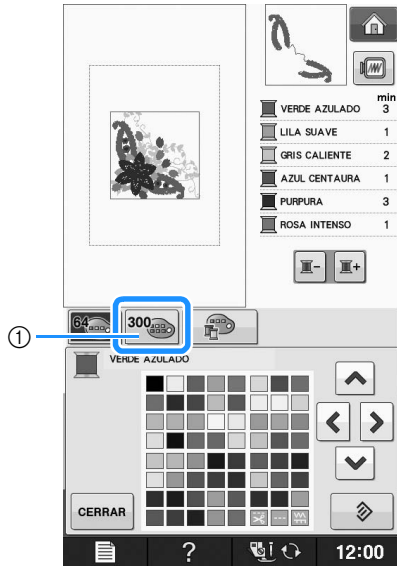 min
VERDE AZULADO 3
LILA SUAVE 1
GRIS CALIENTE 2
AZUL CENTAURA 1
PURPURA 3
ROSA INTENSO 1
- +
64 300
①
VERDE AZULADO
CERRAR
? 12:00